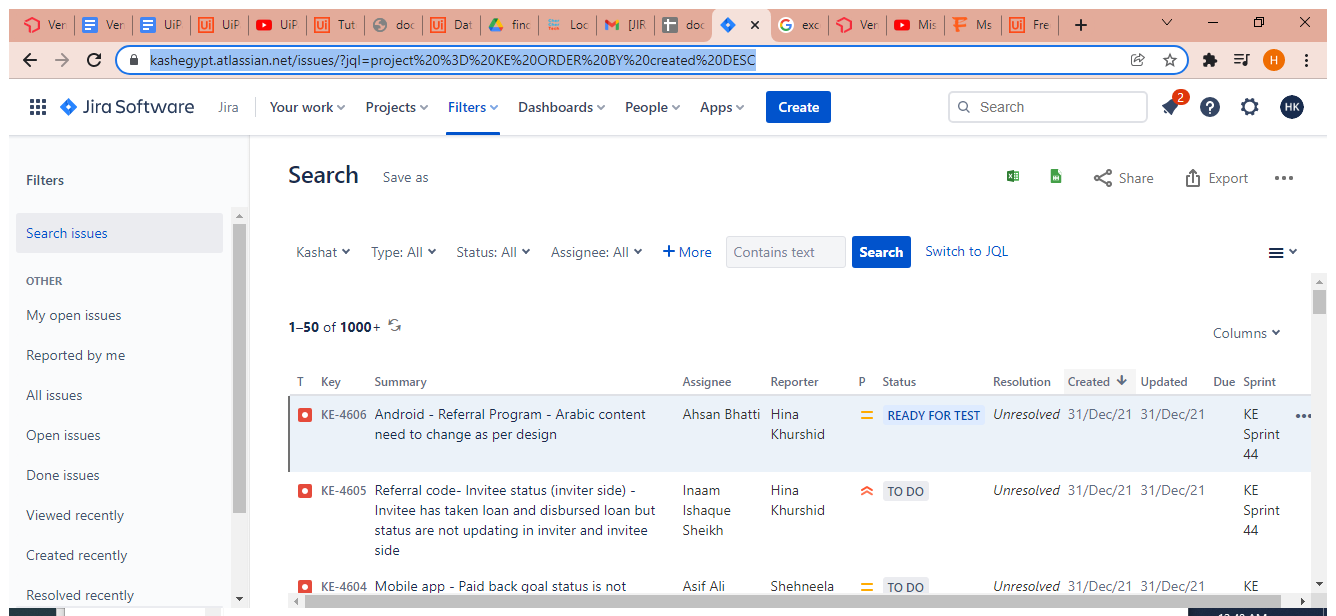 Ver Ver UiP UiP UiP Tut doc Dat finc Loc [JIR doc exc Ver Mis Ms Fre
kashegypt.atlassian.net/issues/?jql=project%20%3D%20KE%20ORDER%20BY%20created%20DESC H
Jira Software Jira Your work Projects Filters Dashboards People Apps Create Search 2 HK
Filters
Search issues
OTHER
My open issues
Reported by me
All issues
Open issues
Done issues
Viewed recently
Created recently
Resolved recently
Search Save as Share Export
Kashat Type: All Status: All Assignee: All + More Contains text Search Switch to JQL
1–50 of 1000+
Columns
T Key Summary Assignee Reporter P Status Resolution Created Updated Due Sprint
KE-4606 Android - Referral Program - Arabic content Ahsan Bhatti Hina READY FOR TEST Unresolved 31/Dec/21 31/Dec/21 KE
need to change as per design Khurshid Sprint
44
KE-4605 Referral code- Invitee status (inviter side) - Inaam Hina TO DO Unresolved 31/Dec/21 31/Dec/21 KE
Invitee has taken loan and disbursed loan but Ishaque Khurshid Sprint
status are not updating in inviter and invitee Sheikh 44
side
KE-4604 Mobile app - Paid back goal status is not Asif Ali Shehneela TO DO Unresolved 31/Dec/21 31/Dec/21 KE